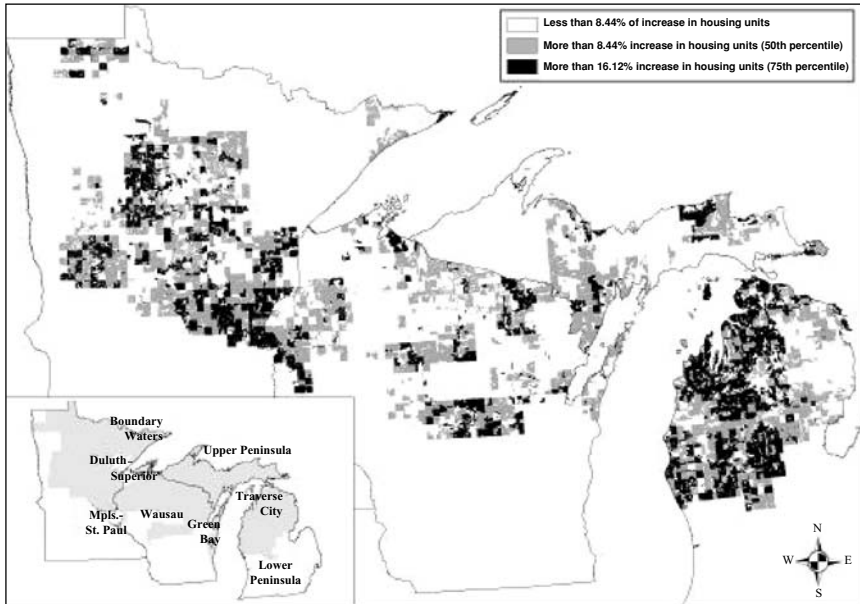 Less than 8.44% of increase in housing units
More than 8.44% increase in housing units (50th percentile)
More than 16.12% increase in housing units (75th percentile)
Boundary
Waters
Upper Peninsula
Duluth-
Superior
Traverse
City
Mpls.-
St. Paul
Wausau
Green
Bay
Lower
Peninsula
N
W
E
S